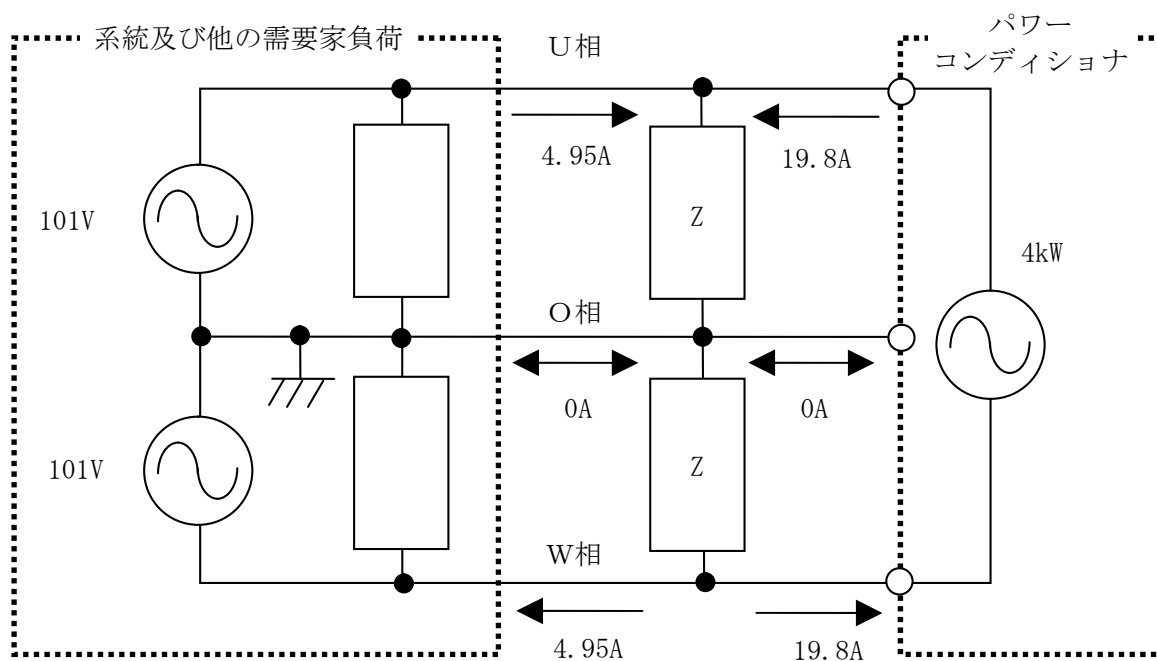 系統及び他の需要家負荷
パワー
コンディショナ
U相
4.95A
19.8A
101V
Z
4kW
O相
0A
0A
101V
Z
W相
4.95A
19.8A